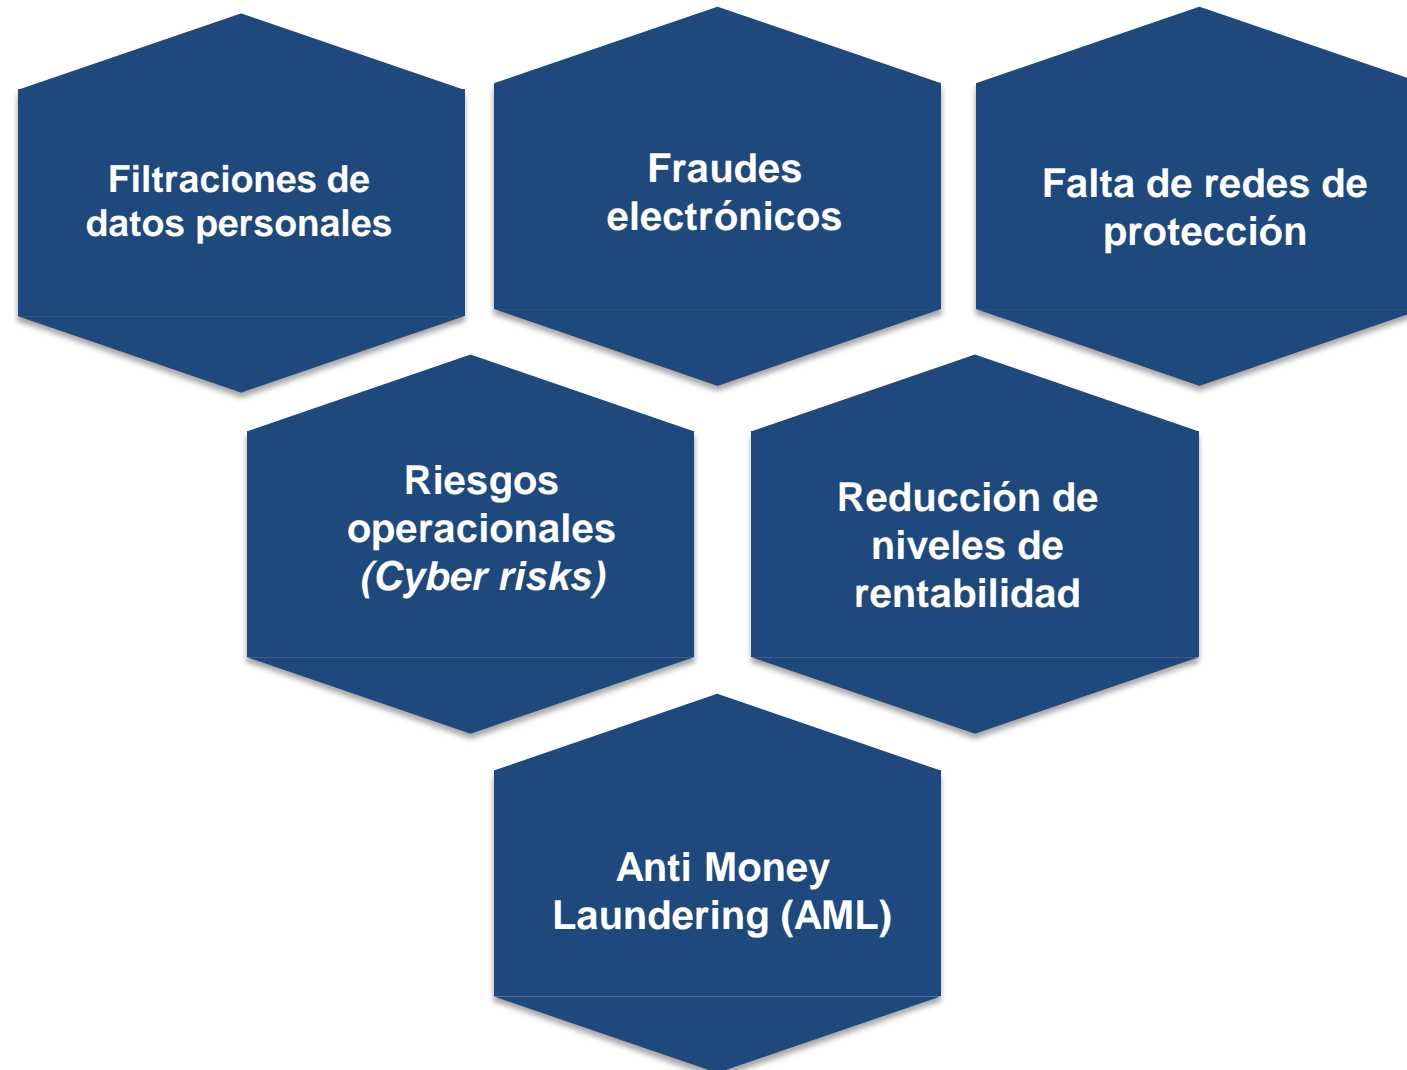 Filtraciones de
datos personales
Fraudes
electrónicos
Falta de redes de
protección
Riesgos
operacionales
(Cyber risks)
Reducción de
niveles de
rentabilidad
Anti Money
Laundering (AML)